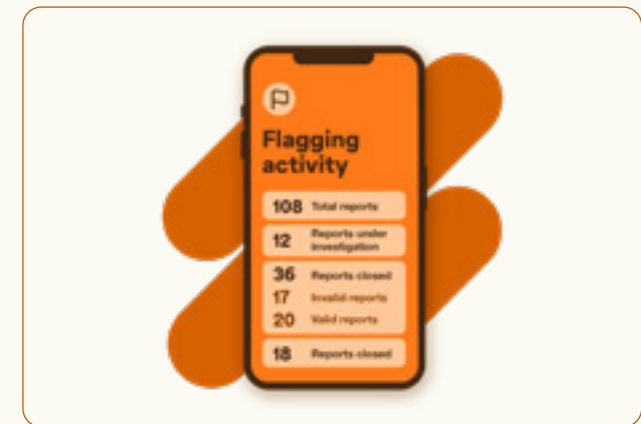 Flagging
activity
108 Total reports
12 Reports under
investigation
36 Reports closed
17 Invalid reports
20 Valid reports
18 Reports closed